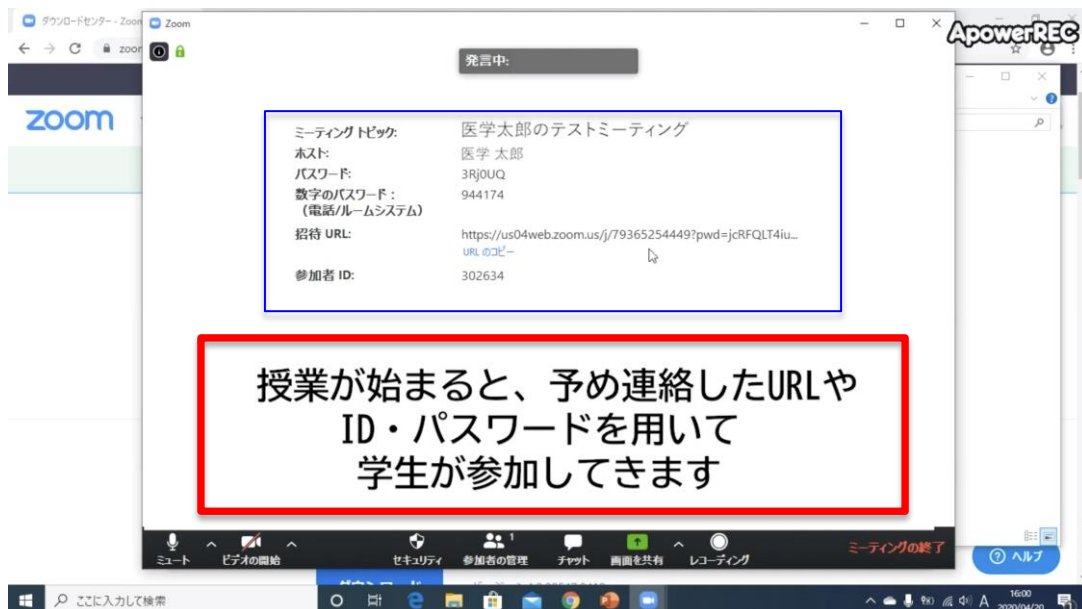 ダウンロードセンター - Zoom
Zoom
ApowerREC
zoom
発言中:
zoom
ミーティング トピック: 医学太郎のテストミーティング
ホスト: 医学 太郎
パスワード: 3Rj0UQ
数字のパスワード: 944174
（電話/ルームシステム）
招待 URL: https://us04web.zoom.us/j/79365254449?pwd=jcRFQLT4iu...
URL のコピー
参加者 ID: 302634
授業が始まると、予め連絡したURLや
ID・パスワードを用いて
学生が参加してきます
1
ミュート ビデオの開始 セキュリティ 参加者の管理 チャット 画面を共有 レコーディング ミーティングの終了
ヘルプ
ここに入力して検索
A 16:00
2020/04/20